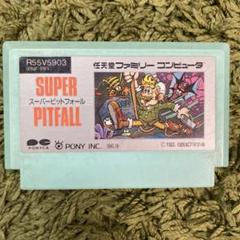 R55V5903
任天堂ファミリーコンピュータ
SUPER
スーパーピットフォール
PITFALL
PONY INC.